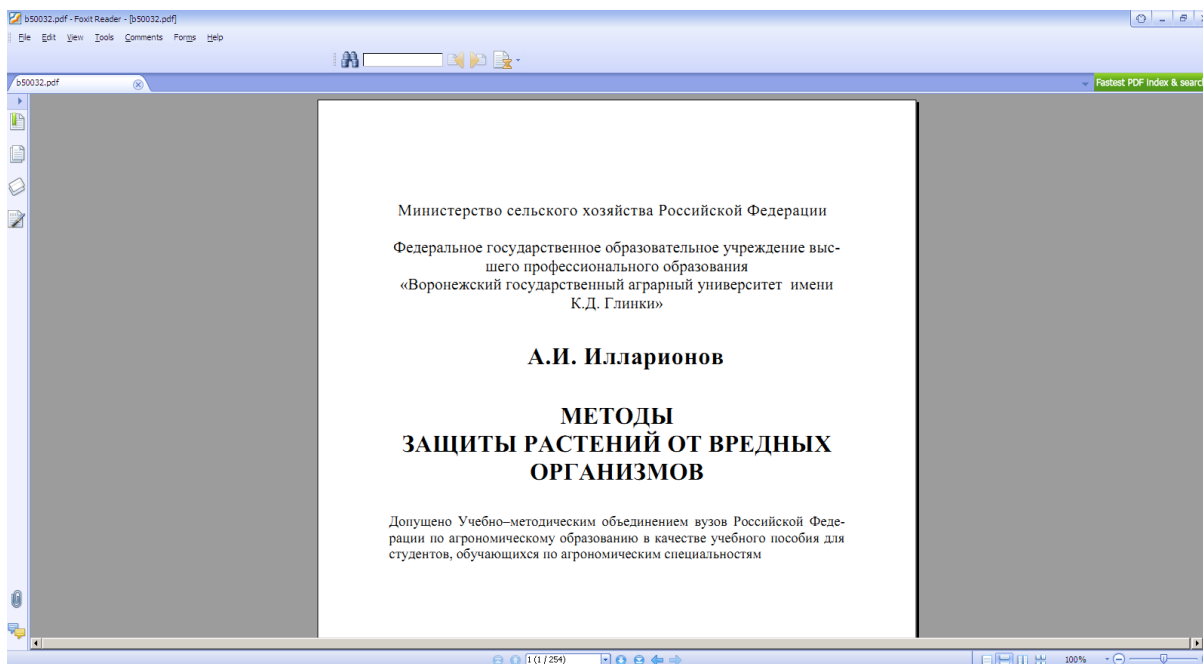 b50032.pdf - Foxit Reader - [b50032.pdf]
File Edit View Tools Comments Forms Help
b50032.pdf
Fastest PDF Index & search
Министерство сельского хозяйства Российской Федерации
Федеральное государственное образовательное учреждение выс-
шего профессионального образования
«Воронежский государственный аграрный университет имени
К.Д. Глинки»
А.И. Илларионов
МЕТОДЫ
ЗАЩИТЫ РАСТЕНИЙ ОТ ВРЕДНЫХ
ОРГАНИЗМОВ
Допущено Учебно–методическим объединением вузов Российской Феде-
рации по агрономическому образованию в качестве учебного пособия для
студентов, обучающихся по агрономическим специальностям
1 (1 / 254)
100%